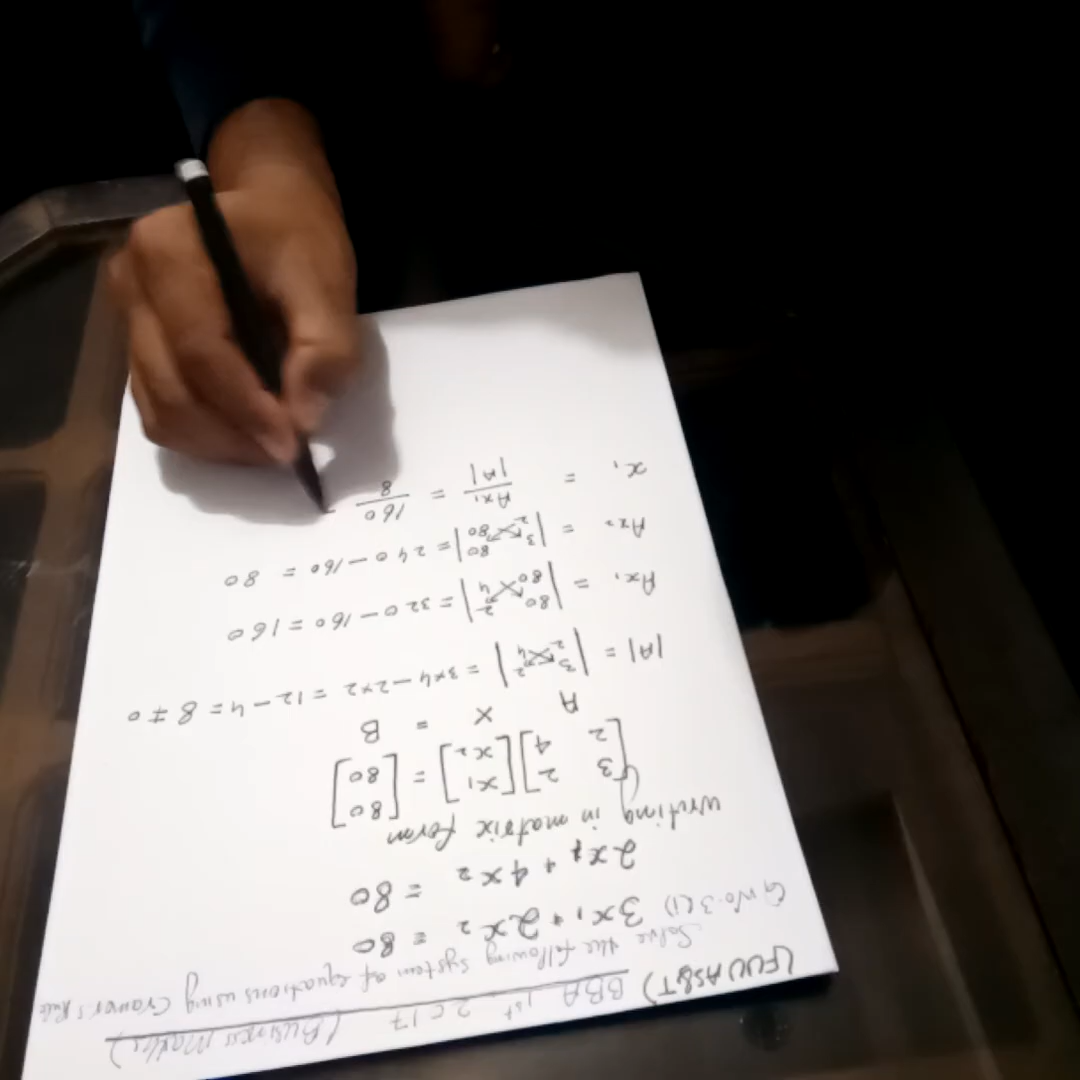 (FUUAS&T) BBA 1st 2017 (Business Maths)
Solve the following system of equations using Cramer's Rule
Q No. 3(i) 3x₁ + 2x₂ = 80
2x₁ + 4x₂ = 80
Writing in matrix form
[3 2] [x₁] = [80]
[2 4] [x₂] [80]
A X = B
|A| = |3 2| = 3×4 - 2×2 = 12 - 4 = 8 ≠ 0
|2 4|
Ax₁ = |80 2| = 320 - 160 = 160
|80 4|
Ax₂ = |3 80| = 240 - 160 = 80
|2 80|
x₁ = Ax₁/|A| = 160/8